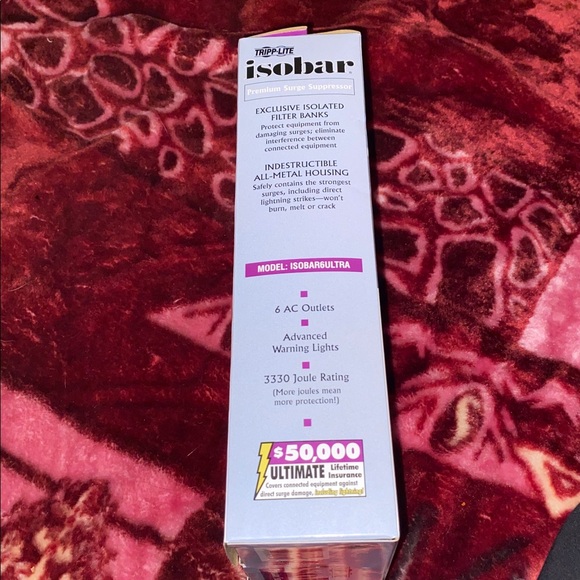 TRIPP-LITE
isobar
Premium Surge Suppressor
EXCLUSIVE ISOLATED
FILTER BANKS
Protect equipment from
damaging surges; eliminate
interference between
connected equipment
INDESTRUCTIBLE
ALL-METAL HOUSING
Safely contains the strongest
surges, including direct
lightning strikes—won't
burn, melt or crack
MODEL: ISOBAR6ULTRA
6 AC Outlets
Advanced
Warning Lights
3330 Joule Rating
(More joules mean
more protection!)
$50,000
ULTIMATE Lifetime
Insurance
Covers connected equipment against
direct surge damage, including lightning!